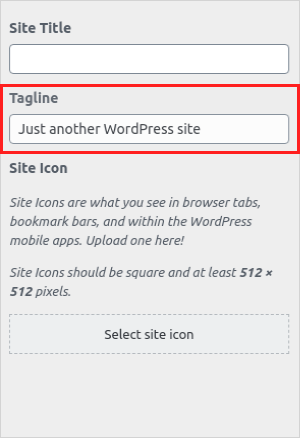 Site Title
Tagline
Just another WordPress site
Site Icon
Site Icons are what you see in browser tabs,
bookmark bars, and within the WordPress
mobile apps. Upload one here!
Site Icons should be square and at least 512 ×
512 pixels.
Select site icon